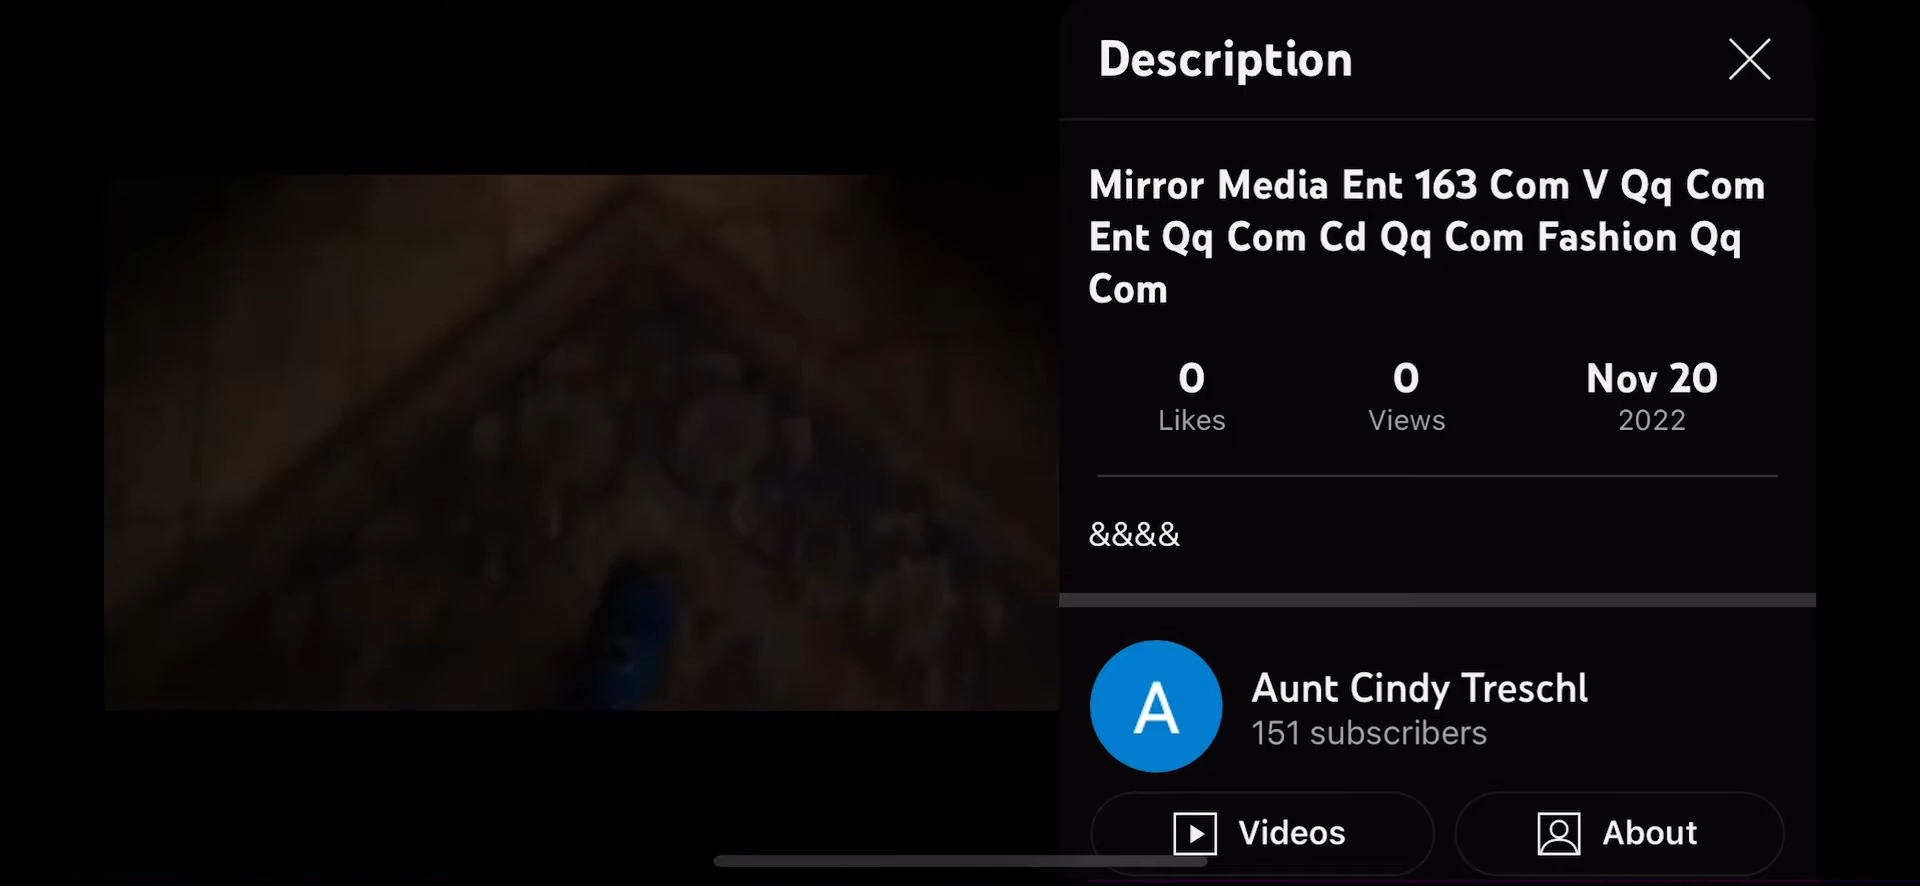 Description
Mirror Media Ent 163 Com V Qq Com
Ent Qq Com Cd Qq Com Fashion Qq
Com
0 0 Nov 20
Likes Views 2022
&&&&
A Aunt Cindy Treschl
151 subscribers
Videos About